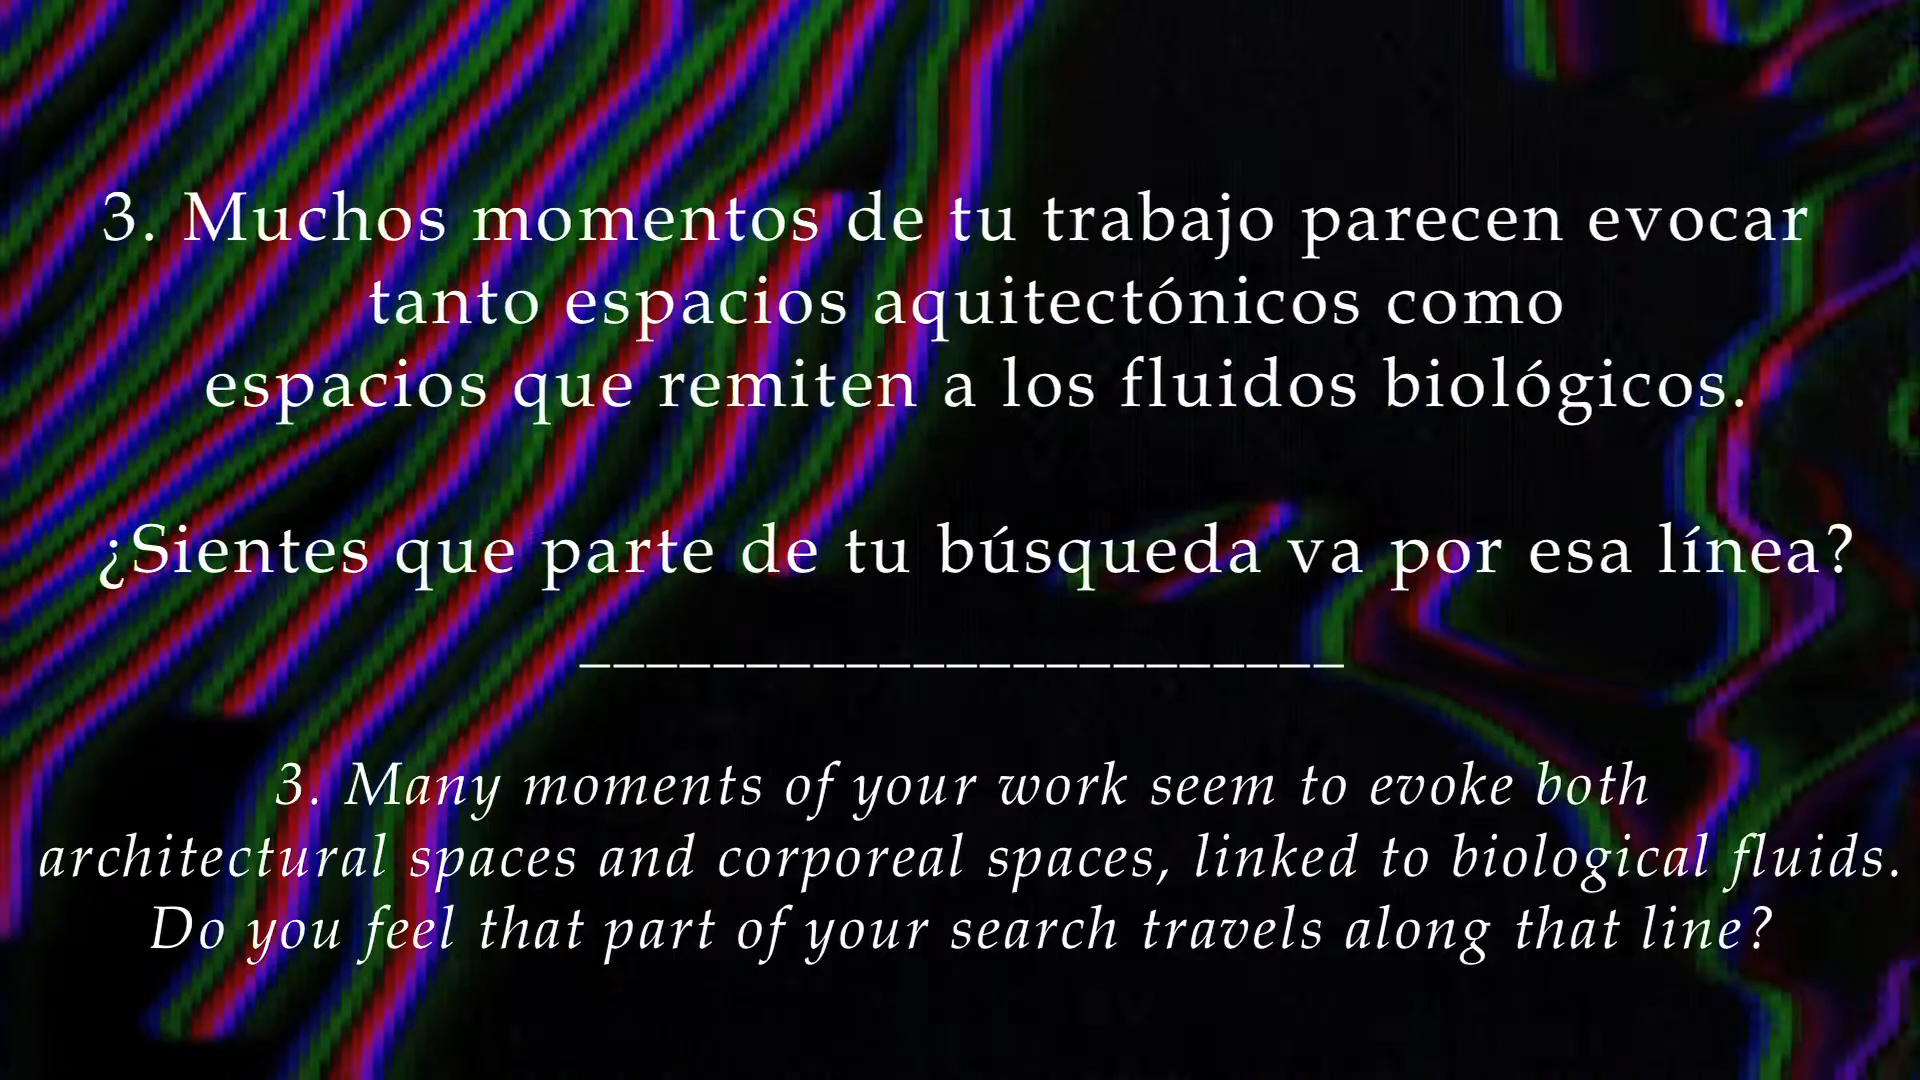 3. Muchos momentos de tu trabajo parecen evocar
tanto espacios aquitectónicos como
espacios que remiten a los fluidos biológicos.
¿Sientes que parte de tu búsqueda va por esa línea?
_______________________
3. Many moments of your work seem to evoke both
architectural spaces and corporeal spaces, linked to biological fluids.
Do you feel that part of your search travels along that line?